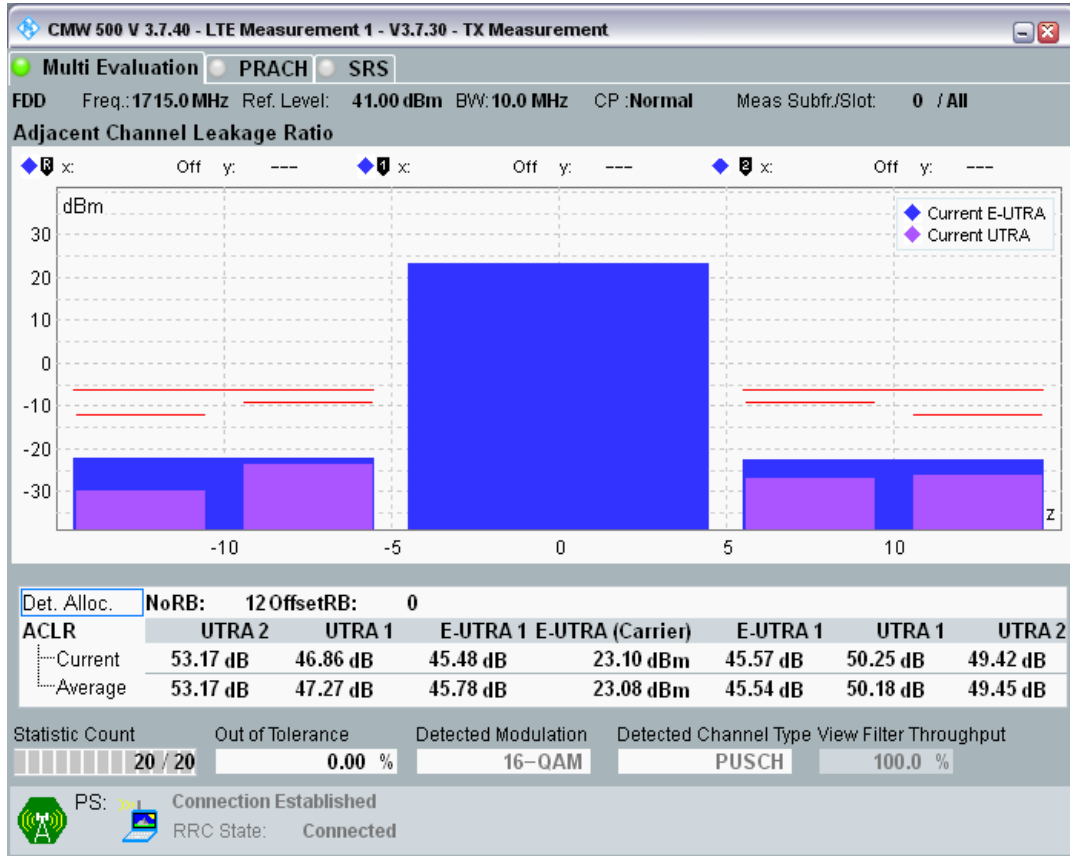 CMW 500 V 3.7.40 - LTE Measurement 1 - V3.7.30 - TX Measurement
Multi Evaluation PRACH SRS
FDD Freq.: 1715.0 MHz Ref. Level: 41.00 dBm BW: 10.0 MHz CP :Normal Meas Subfr./Slot: 0 / All
Adjacent Channel Leakage Ratio
R x: Off y: --- 1 x: Off y: --- 2 x: Off y: ---
dBm
Current E-UTRA
Current UTRA
30
20
10
0
-10
-20
-30
z
-10 -5 0 5 10
Det. Alloc. NoRB: 12 OffsetRB: 0
ACLR UTRA 2 UTRA 1 E-UTRA 1 E-UTRA (Carrier) E-UTRA 1 UTRA 1 UTRA 2
Current 53.17 dB 46.86 dB 45.48 dB 23.10 dBm 45.57 dB 50.25 dB 49.42 dB
Average 53.17 dB 47.27 dB 45.78 dB 23.08 dBm 45.54 dB 50.18 dB 49.45 dB
Statistic Count Out of Tolerance Detected Modulation Detected Channel Type View Filter Throughput
20 / 20 0.00 % 16-QAM PUSCH 100.0 %
PS: Connection Established
RRC State: Connected